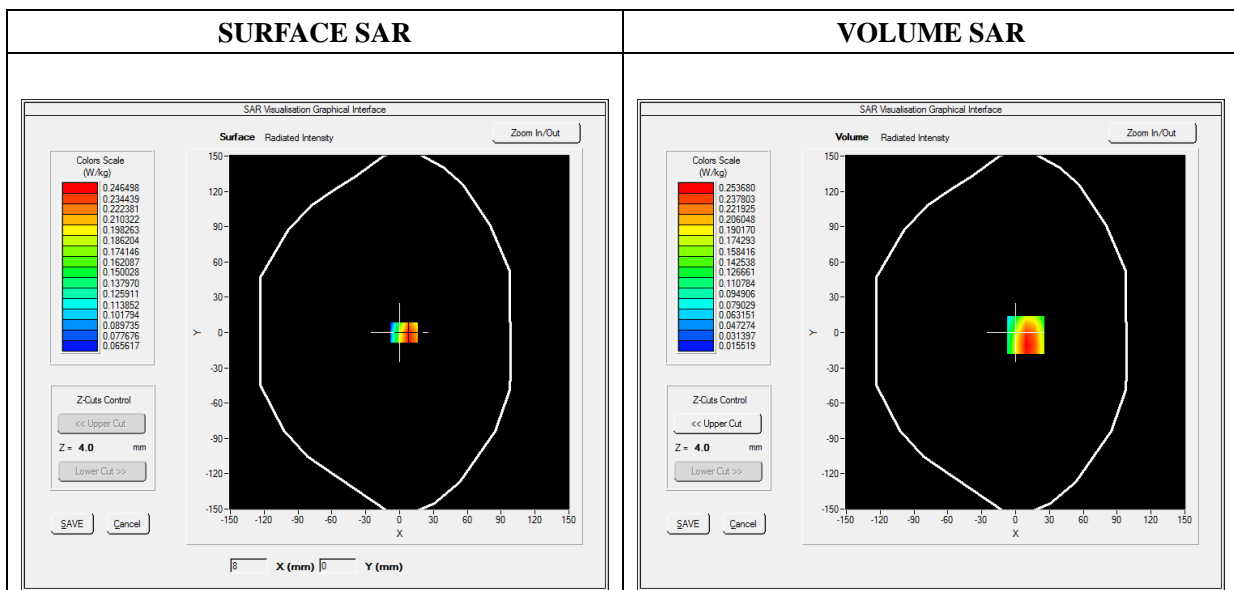 SURFACE SAR
SAR Visualisation Graphical Interface
Surface Radiated Intensity
Zoom In/Out
Colors Scale
(W/kg)
0.246498
0.234439
0.222381
0.210322
0.198263
0.186204
0.174146
0.162087
0.150028
0.137970
0.125911
0.113852
0.101794
0.089735
0.077676
0.065617
Z-Cuts Control
<< Upper Cut
Z = 4.0 mm
Lower Cut >>
SAVE Cancel
150
120
90
60
30
0
-30
-60
-90
-120
-150
Y
-150 -120 -90 -60 -30 0 30 60 90 120 150
X
8 X (mm) 0 Y (mm)
VOLUME SAR
SAR Visualisation Graphical Interface
Volume Radiated Intensity
Zoom In/Out
Colors Scale
(W/kg)
0.253680
0.237803
0.221925
0.206048
0.190170
0.174293
0.158416
0.142538
0.126661
0.110784
0.094906
0.079029
0.063151
0.047274
0.031397
0.015519
Z-Cuts Control
<< Upper Cut
Z = 4.0 mm
Lower Cut >>
SAVE Cancel
150
120
90
60
30
0
-30
-60
-90
-120
-150
Y
-150 -120 -90 -60 -30 0 30 60 90 120 150
X